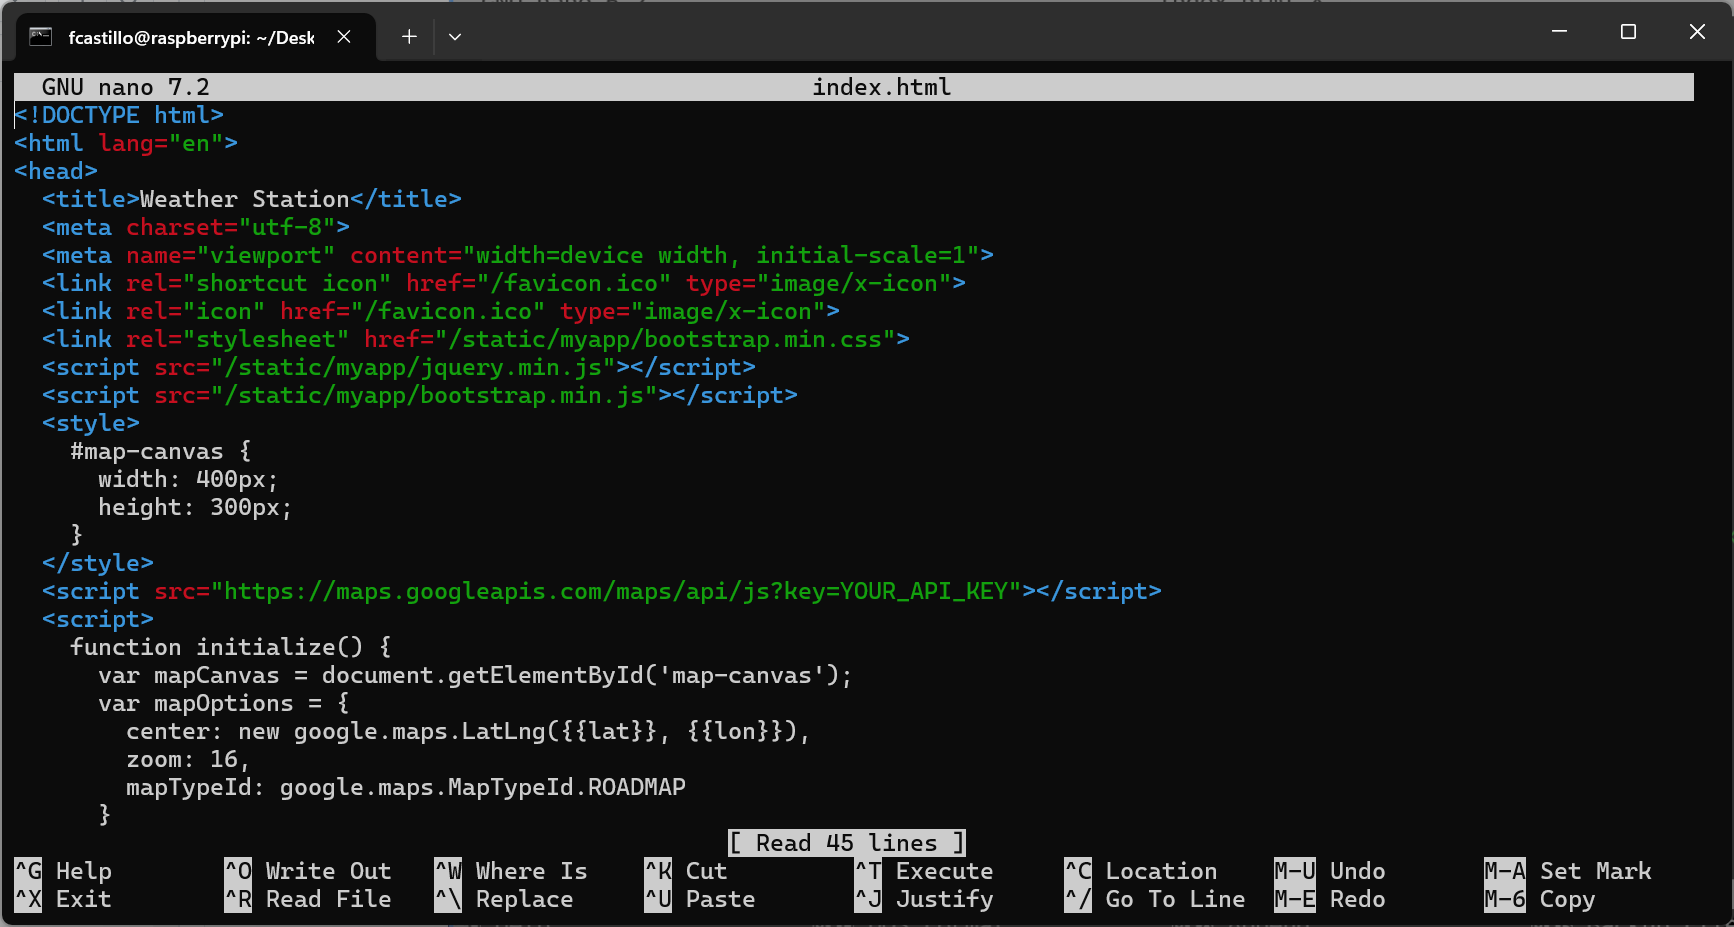 fcastillo@raspberrypi: ~/Desk
GNU nano 7.2 index.html
<!DOCTYPE html>
<html lang="en">
<head>
  <title>Weather Station</title>
  <meta charset="utf-8">
  <meta name="viewport" content="width=device width, initial-scale=1">
  <link rel="shortcut icon" href="/favicon.ico" type="image/x-icon">
  <link rel="icon" href="/favicon.ico" type="image/x-icon">
  <link rel="stylesheet" href="/static/myapp/bootstrap.min.css">
  <script src="/static/myapp/jquery.min.js"></script>
  <script src="/static/myapp/bootstrap.min.js"></script>
  <style>
    #map-canvas {
      width: 400px;
      height: 300px;
    }
  </style>
  <script src="https://maps.googleapis.com/maps/api/js?key=YOUR_API_KEY"></script>
  <script>
    function initialize() {
      var mapCanvas = document.getElementById('map-canvas');
      var mapOptions = {
        center: new google.maps.LatLng({{lat}}, {{lon}}),
        zoom: 16,
        mapTypeId: google.maps.MapTypeId.ROADMAP
      }
[ Read 45 lines ]
^G Help ^O Write Out ^W Where Is ^K Cut ^T Execute ^C Location M-U Undo M-A Set Mark
^X Exit ^R Read File ^\ Replace ^U Paste ^J Justify ^/ Go To Line M-E Redo M-6 Copy